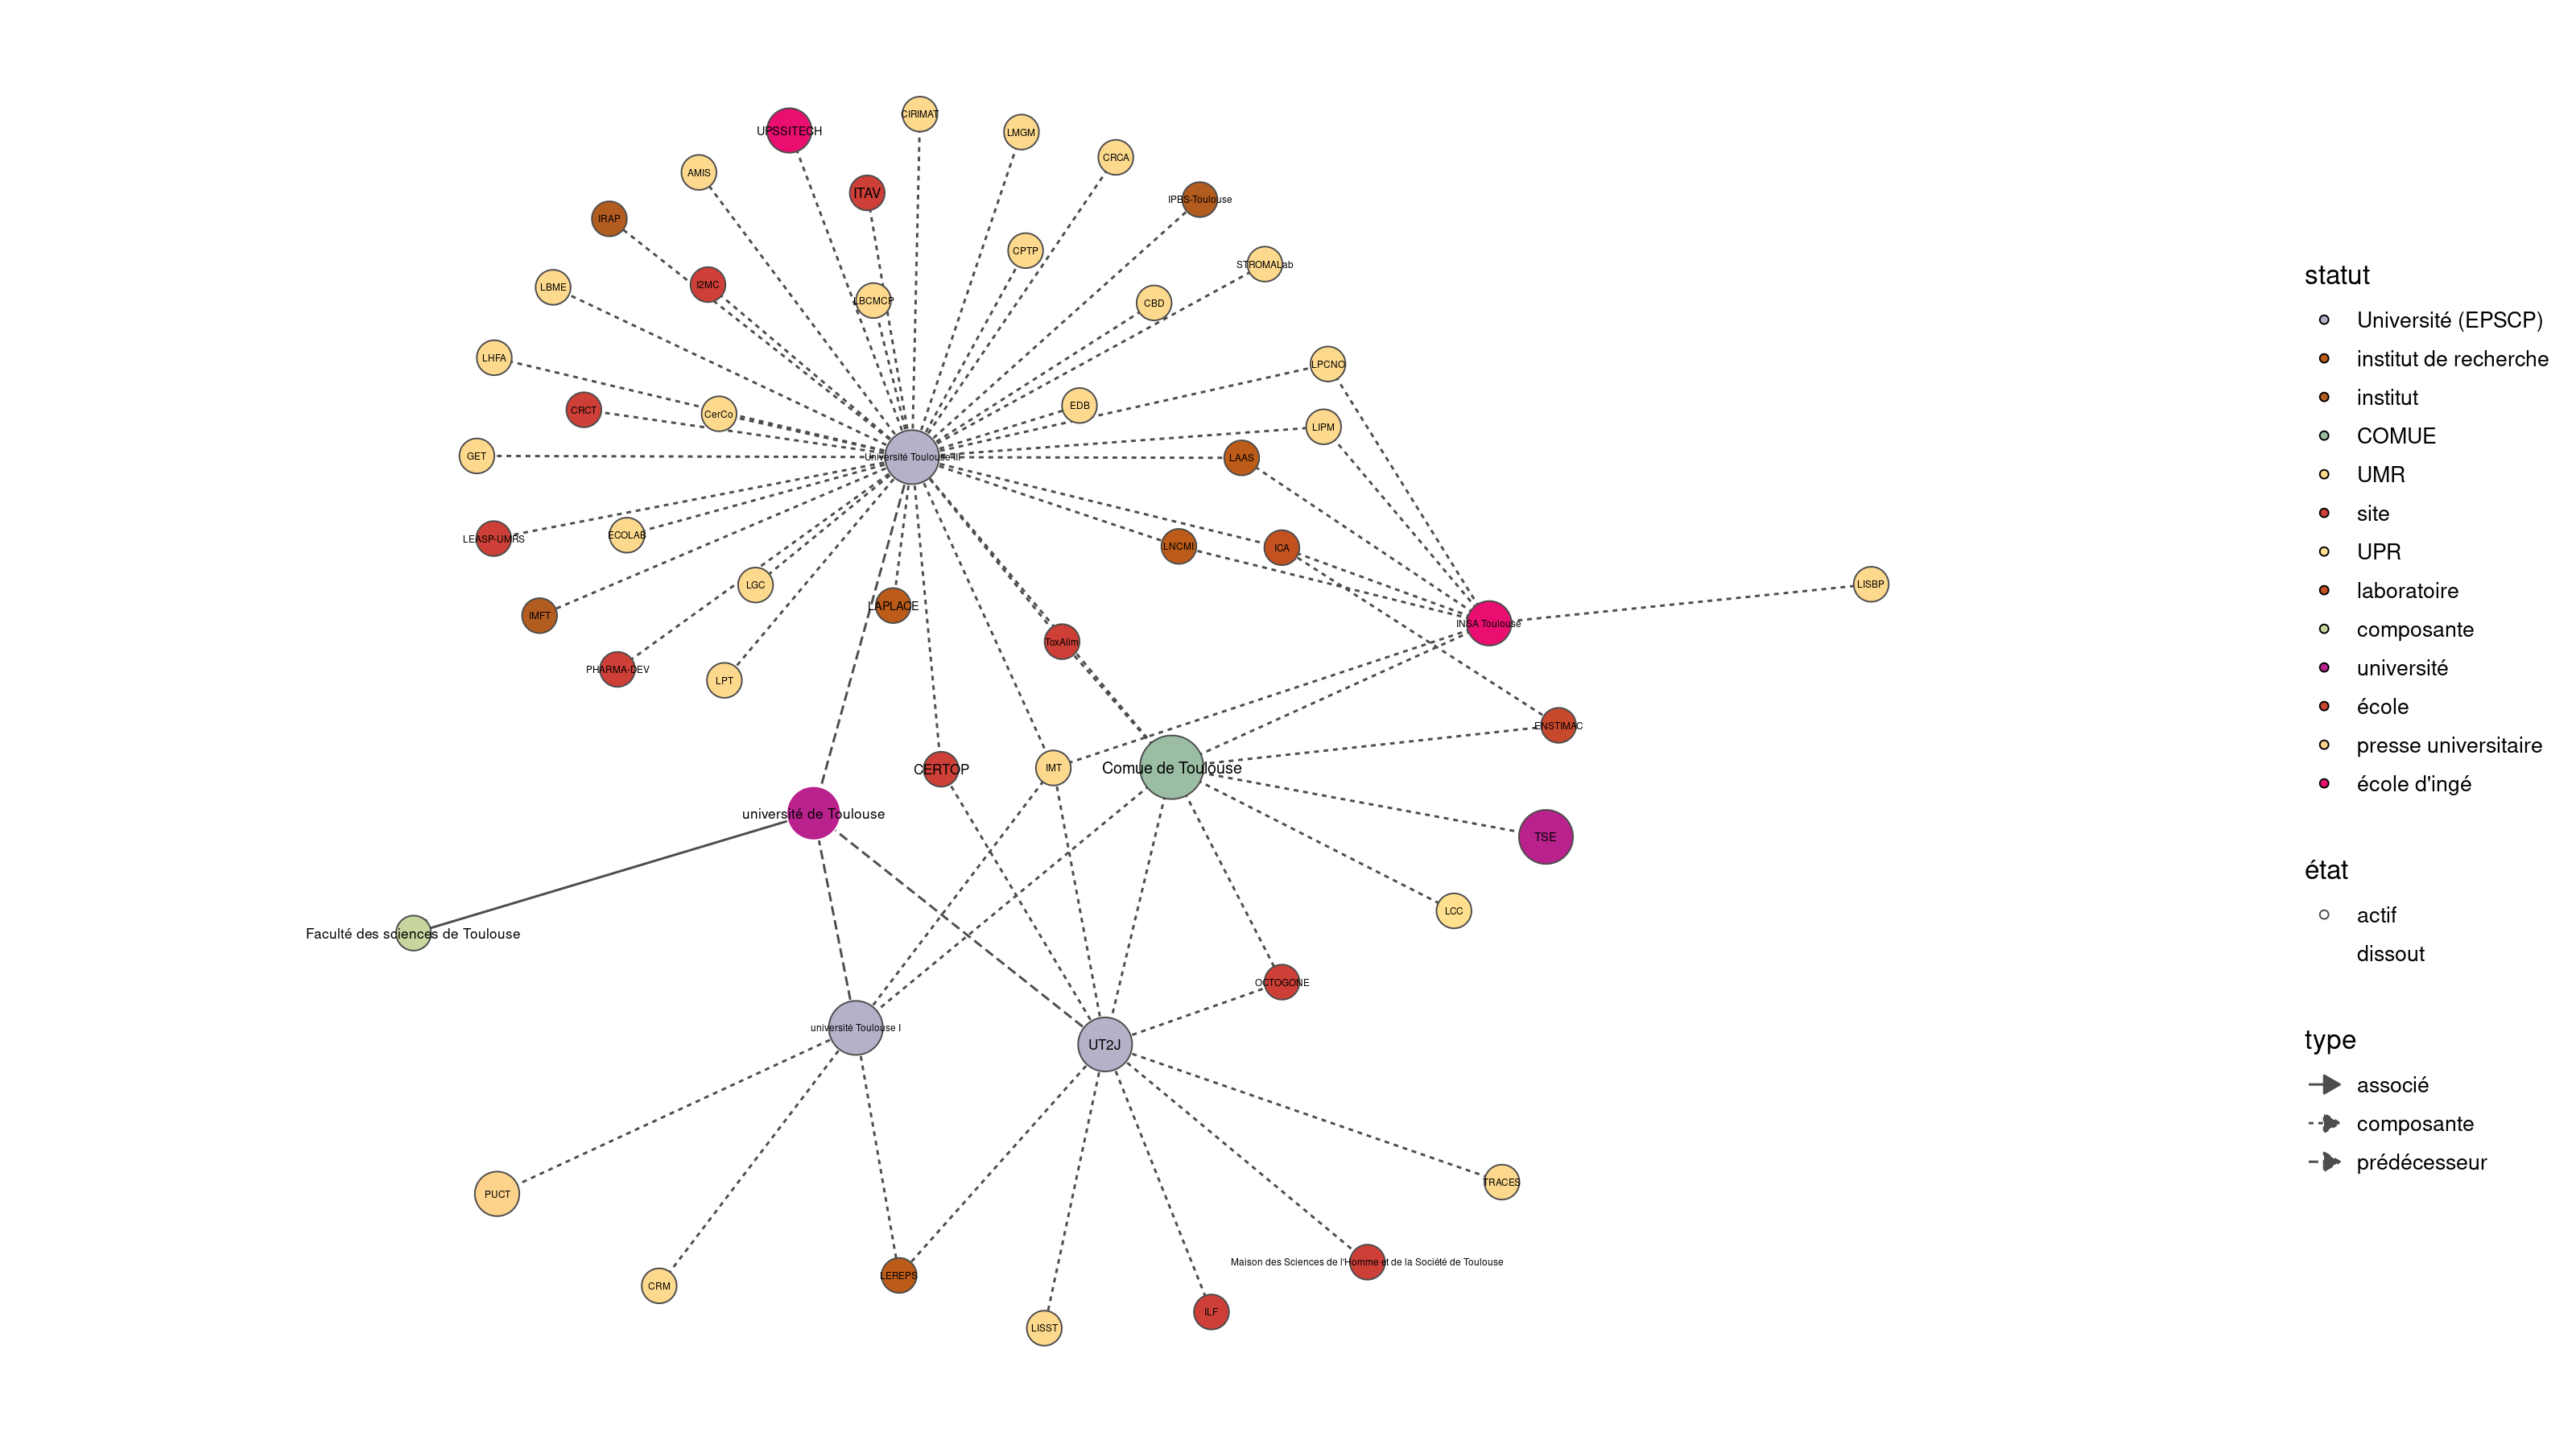 CIRIMAT
UPSSITECH
LMGM
CRCA
AMIS
ITAV
IPBS-Toulouse
IRAP
CPTP
STROMALab
I2MC
LBME
LBCMCP
CBD
LHFA
LPCNO
CRCT
CerCo
EDB
LIPM
GET
Université Toulouse III
LAAS
LEASP-UMR5
ECOLAB
LNCMI
ICA
LGC
LISBP
LAPLACE
IMFT
INSA Toulouse
ToxAlim
PHARMA-DEV
LPT
ENSTIMAC
CERTOP
IMT
Comue de Toulouse
université de Toulouse
TSE
LCC
Faculté des sciences de Toulouse
OCTOGONE
université Toulouse I
UT2J
TRACES
PUCT
Maison des Sciences de l'Homme et de la Société de Toulouse
LEREPS
CRM
ILF
LISST
statut
Université (EPSCP)
institut de recherche
institut
COMUE
UMR
site
UPR
laboratoire
composante
université
école
presse universitaire
école d'ingé
état
actif
dissout
type
associé
composante
prédécesseur